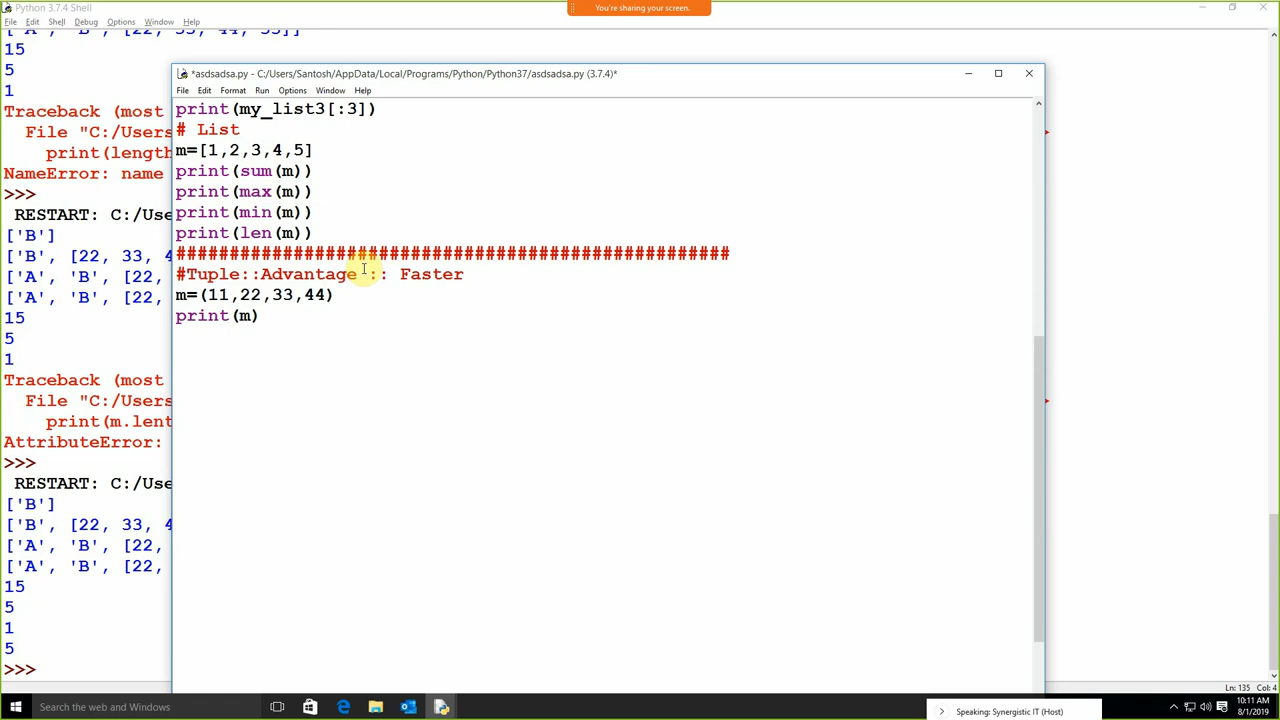 Python 3.7.4 Shell
You're sharing your screen.
File Edit Shell Debug Options Window Help
['A', 'B', [22, 33, 44, 55]]
15
5
1
Traceback (most
File "C:/Users
print(length
NameError: name
>>>
RESTART: C:/Use
['B']
['B', [22, 33, 4
['A', 'B', [22,
['A', 'B', [22,
15
5
1
Traceback (most
File "C:/Users
print(m.lent
AttributeError:
>>>
RESTART: C:/Use
['B']
['B', [22, 33, 4
['A', 'B', [22,
['A', 'B', [22,
15
5
1
5
>>>
*asdsadsa.py - C:/Users/Santosh/AppData/Local/Programs/Python/Python37/asdsadsa.py (3.7.4)*
File Edit Format Run Options Window Help
print(my_list3[:3])
# List
m=[1,2,3,4,5]
print(sum(m))
print(max(m))
print(min(m))
print(len(m))
####################################################
#Tuple::Advantage :: Faster
m=(11,22,33,44)
print(m)
Ln: 135 Col: 4
Search the web and Windows
Speaking: Synergistic IT (Host)
10:11 AM
8/1/2019